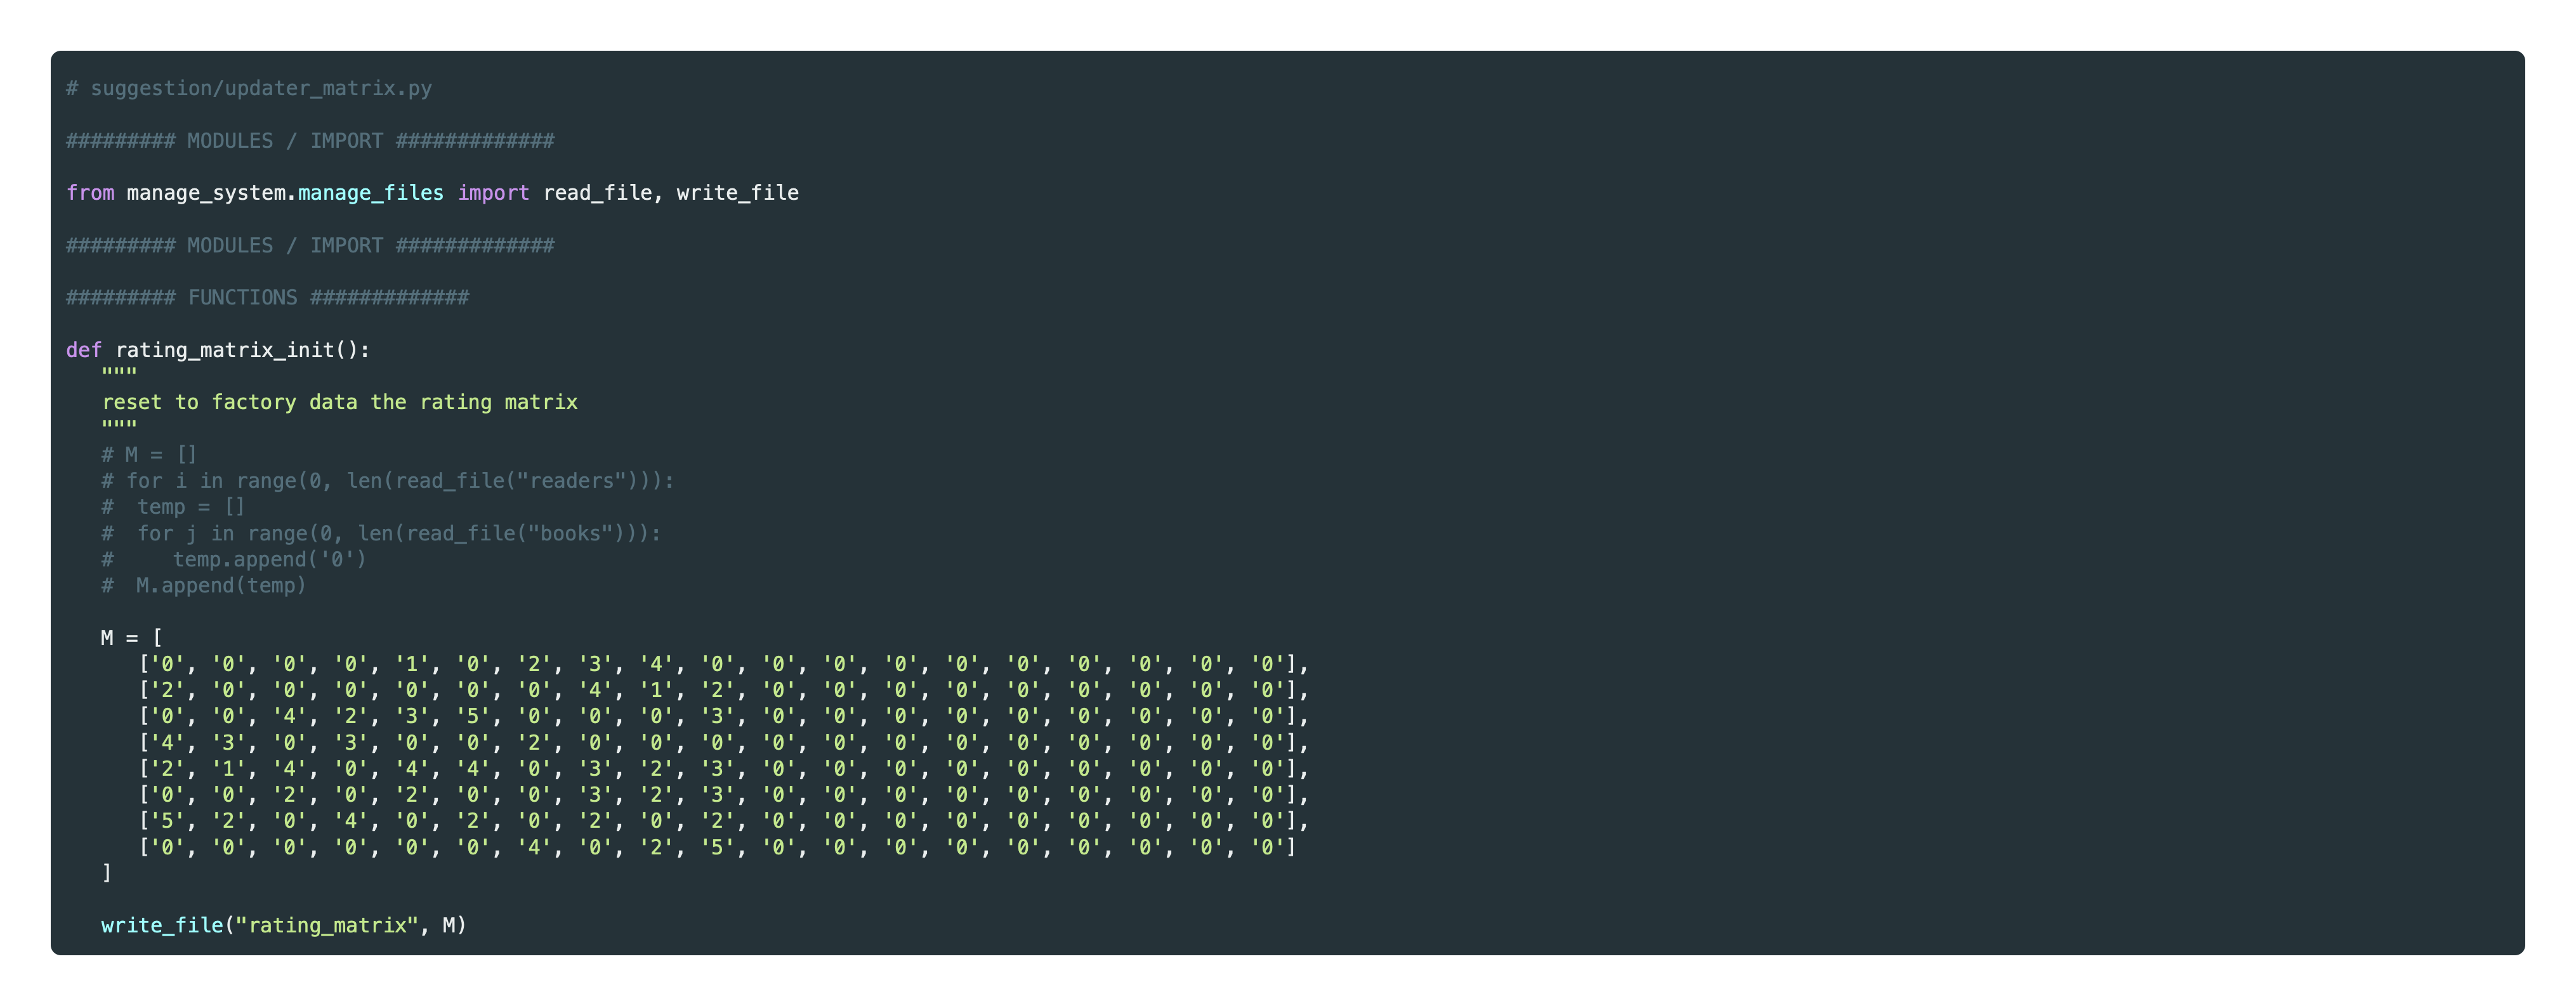 # suggestion/updater_matrix.py
######### MODULES / IMPORT #############
from manage_system.manage_files import read_file, write_file
######### MODULES / IMPORT #############
######### FUNCTIONS #############
def rating_matrix_init():
"""
reset to factory data the rating matrix
"""
# M = []
# for i in range(0, len(read_file("readers"))):
#  temp = []
#  for j in range(0, len(read_file("books"))):
#     temp.append('0')
#  M.append(temp)
M = [
['0', '0', '0', '0', '1', '0', '2', '3', '4', '0', '0', '0', '0', '0', '0', '0', '0', '0', '0'],
['2', '0', '0', '0', '0', '0', '0', '4', '1', '2', '0', '0', '0', '0', '0', '0', '0', '0', '0'],
['0', '0', '4', '2', '3', '5', '0', '0', '0', '3', '0', '0', '0', '0', '0', '0', '0', '0', '0'],
['4', '3', '0', '3', '0', '0', '2', '0', '0', '0', '0', '0', '0', '0', '0', '0', '0', '0', '0'],
['2', '1', '4', '0', '4', '4', '0', '3', '2', '3', '0', '0', '0', '0', '0', '0', '0', '0', '0'],
['0', '0', '2', '0', '2', '0', '0', '3', '2', '3', '0', '0', '0', '0', '0', '0', '0', '0', '0'],
['5', '2', '0', '4', '0', '2', '0', '2', '0', '2', '0', '0', '0', '0', '0', '0', '0', '0', '0'],
['0', '0', '0', '0', '0', '0', '4', '0', '2', '5', '0', '0', '0', '0', '0', '0', '0', '0', '0']
]
write_file("rating_matrix", M)